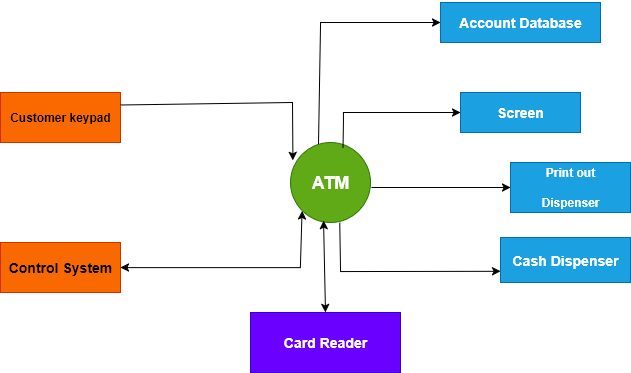 Account Database
Customer keypad
Screen
ATM
Print out
Dispenser
Control System
Cash Dispenser
Card Reader